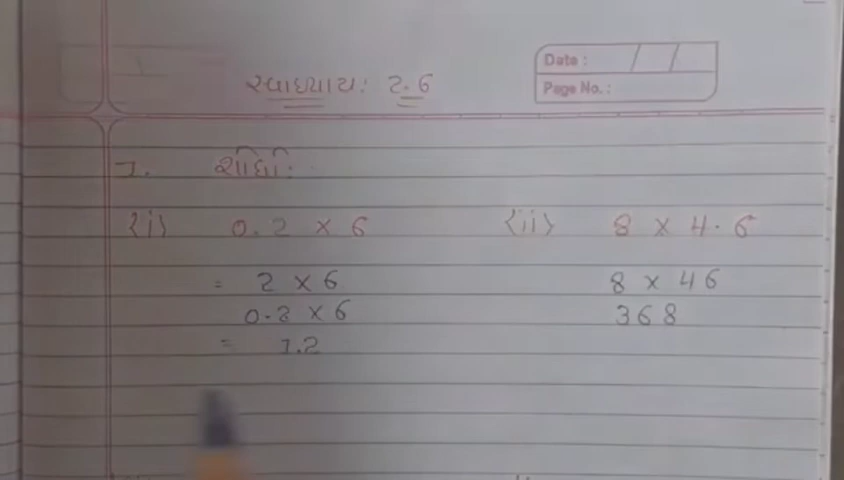 સ્વાધ્યાય: 2.6
Date : / /
Page No. :
1. શોધો:
(i) 0.2 × 6 (ii) 8 × 4.6
= 2 × 6 8 × 46
0.2 × 6 368
= 1.2